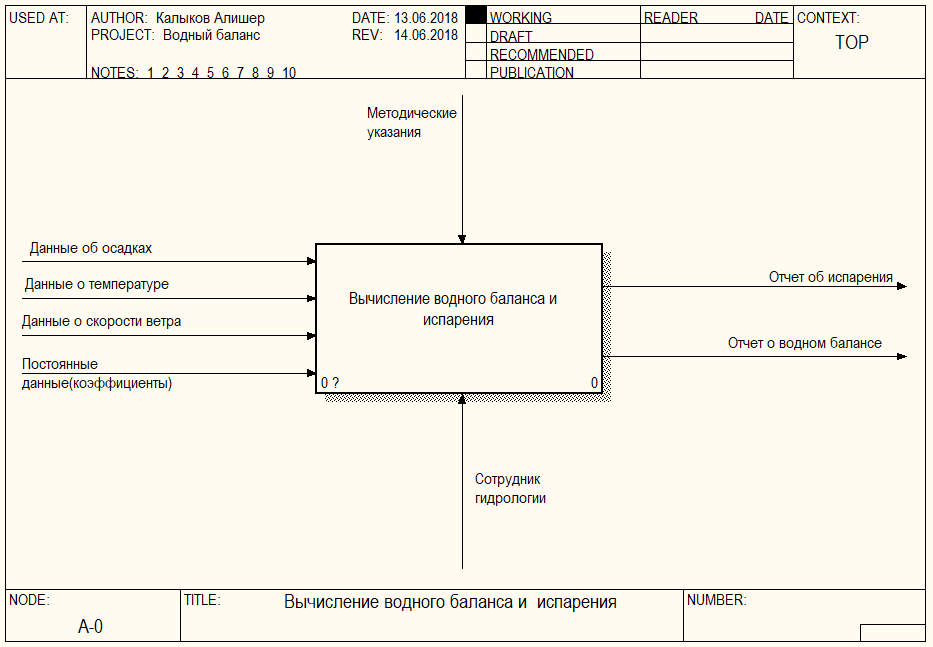 USED AT:
AUTHOR: Калыков Алишер
DATE: 13.06.2018
PROJECT: Водный баланс
REV: 14.06.2018
NOTES: 1 2 3 4 5 6 7 8 9 10
WORKING
DRAFT
RECOMMENDED
PUBLICATION
READER
DATE
CONTEXT:
TOP
Методические
указания
Данные об осадках
Данные о температуре
Данные о скорости ветра
Постоянные
данные(коэффициенты)
Вычисление водного баланса и
испарения
0 ?
0
Отчет об испарения
Отчет о водном балансе
Сотрудник
гидрологии
NODE:
A-0
TITLE:
Вычисление водного баланса и испарения
NUMBER: